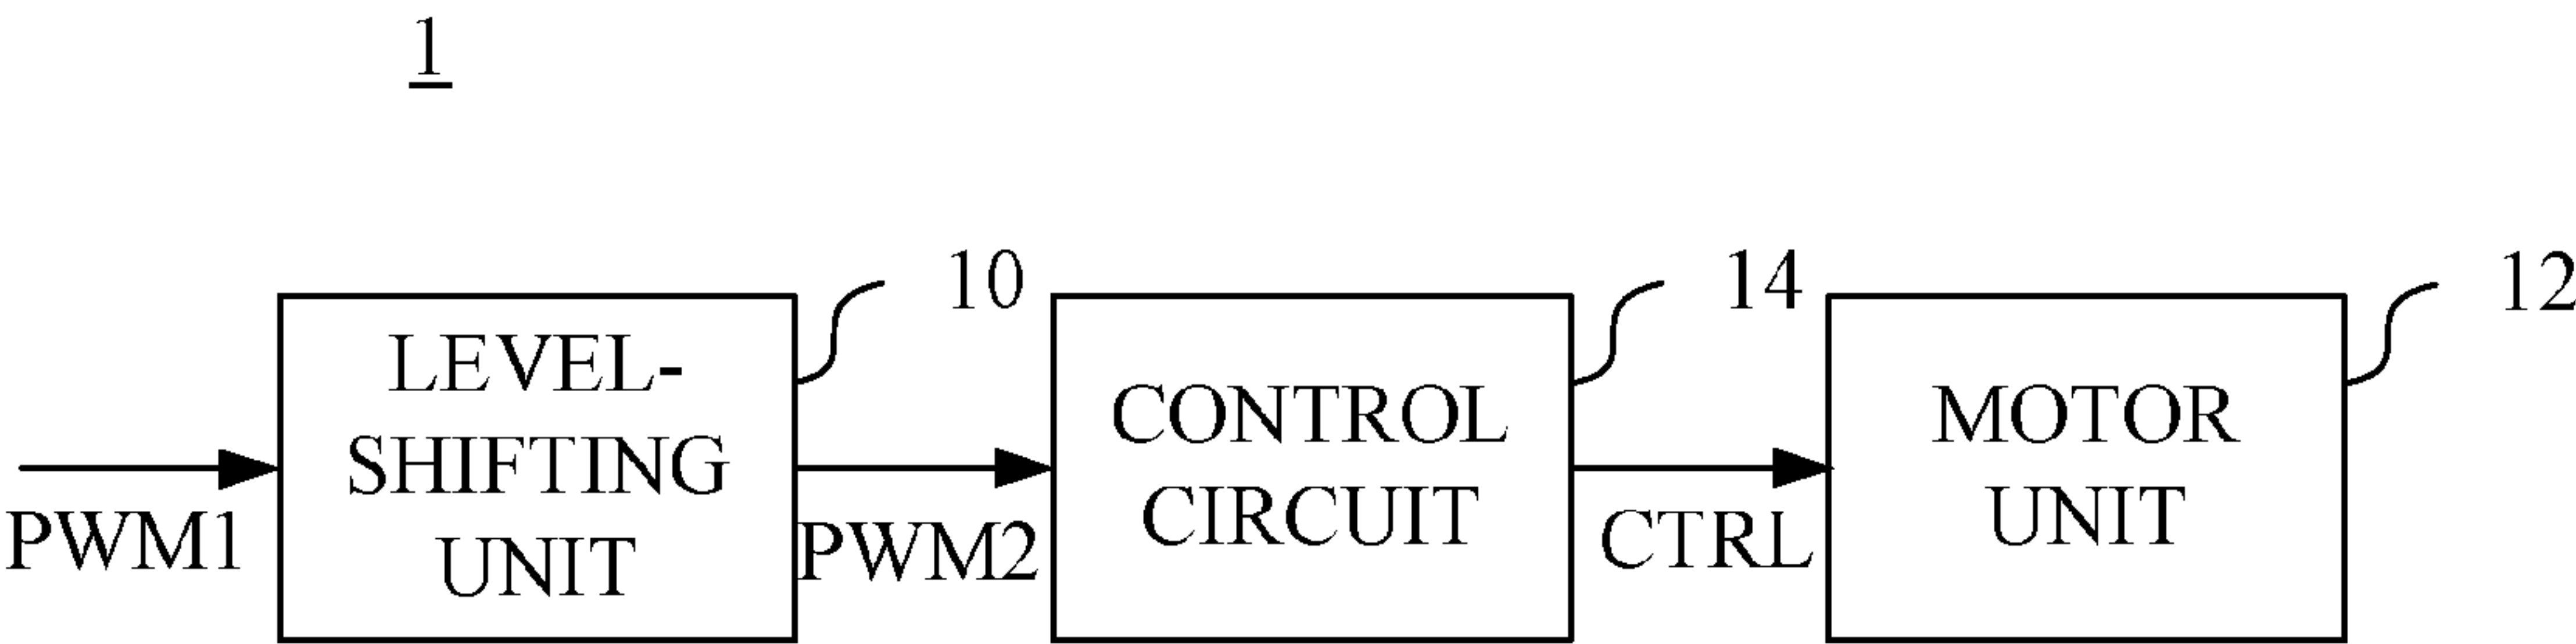 1
10
14
12
LEVEL-
SHIFTING
UNIT
CONTROL
CIRCUIT
MOTOR
UNIT
PWM1
PWM2
CTRL